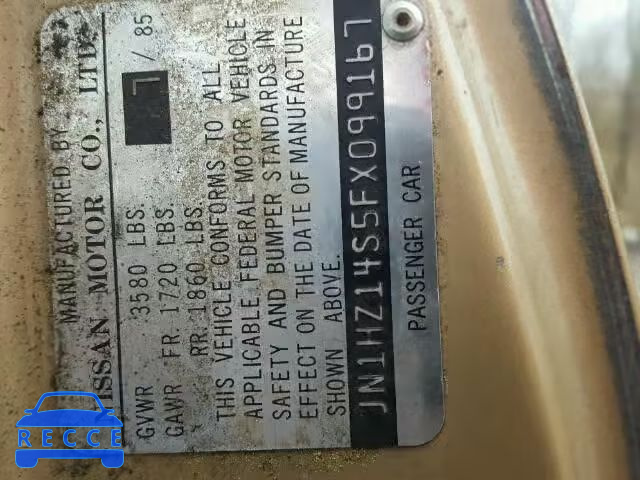 MANUFACTURED BY
NISSAN MOTOR CO., LTD. 7 / 85
GVWR 3580 LBS.
GAWR FR. 1720 LBS.
RR. 1860 LBS.
THIS VEHICLE CONFORMS TO ALL
APPLICABLE FEDERAL MOTOR VEHICLE
SAFETY AND BUMPER STANDARDS IN
EFFECT ON THE DATE OF MANUFACTURE
SHOWN ABOVE.
JN1HZ14S5FX099167
PASSENGER CAR
RECCE